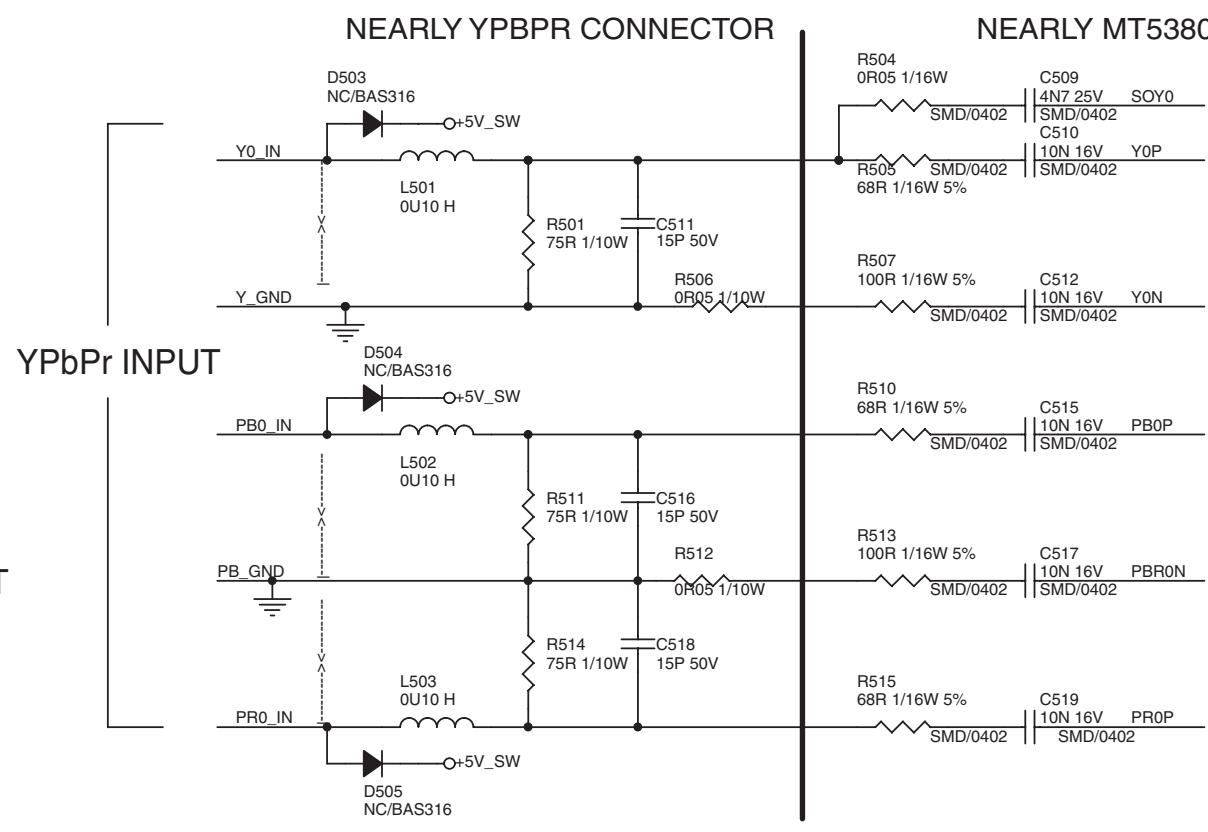 NEARLY YPBPR CONNECTOR
NEARLY MT5380
R504
0R05 1/16W
D503
NC/BAS316
C509
4N7 25V
SOY0
SMD/0402
SMD/0402
+5V_SW
C510
10N 16V
Y0P
Y0_IN
R505
SMD/0402
SMD/0402
68R 1/16W 5%
L501
0U10 H
R501
75R 1/10W
C511
15P 50V
R507
100R 1/16W 5%
R506
0R05 1/10W
C512
10N 16V
Y0N
Y_GND
SMD/0402
SMD/0402
YPbPr INPUT
D504
NC/BAS316
+5V_SW
R510
68R 1/16W 5%
C515
10N 16V
PB0P
PB0_IN
SMD/0402
SMD/0402
L502
0U10 H
R511
75R 1/10W
C516
15P 50V
R513
100R 1/16W 5%
R512
0R05 1/10W
C517
10N 16V
PBR0N
PB_GND
SMD/0402
SMD/0402
T
R514
75R 1/10W
C518
15P 50V
L503
0U10 H
R515
68R 1/16W 5%
C519
10N 16V
PR0P
PR0_IN
SMD/0402
SMD/0402
+5V_SW
D505
NC/BAS316